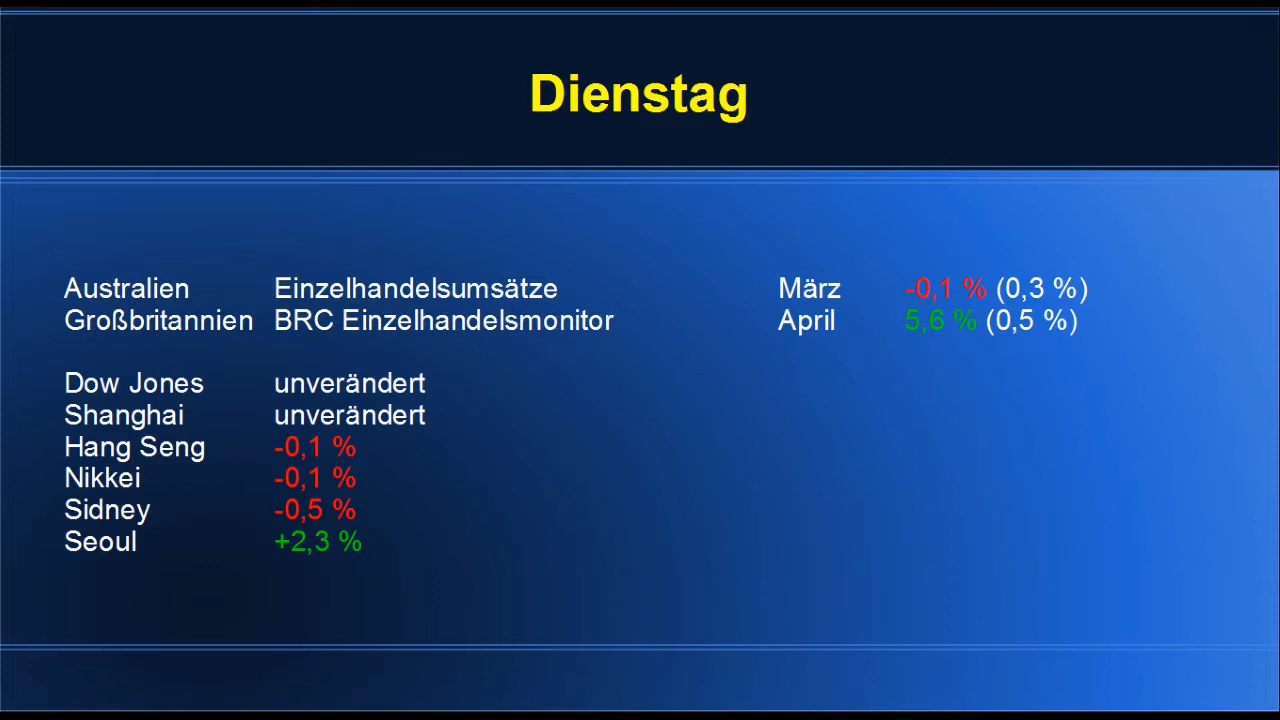 Dienstag
Australien Einzelhandelsumsätze März -0,1 % (0,3 %)
Großbritannien BRC Einzelhandelsmonitor April 5,6 % (0,5 %)
Dow Jones unverändert
Shanghai unverändert
Hang Seng -0,1 %
Nikkei -0,1 %
Sidney -0,5 %
Seoul +2,3 %